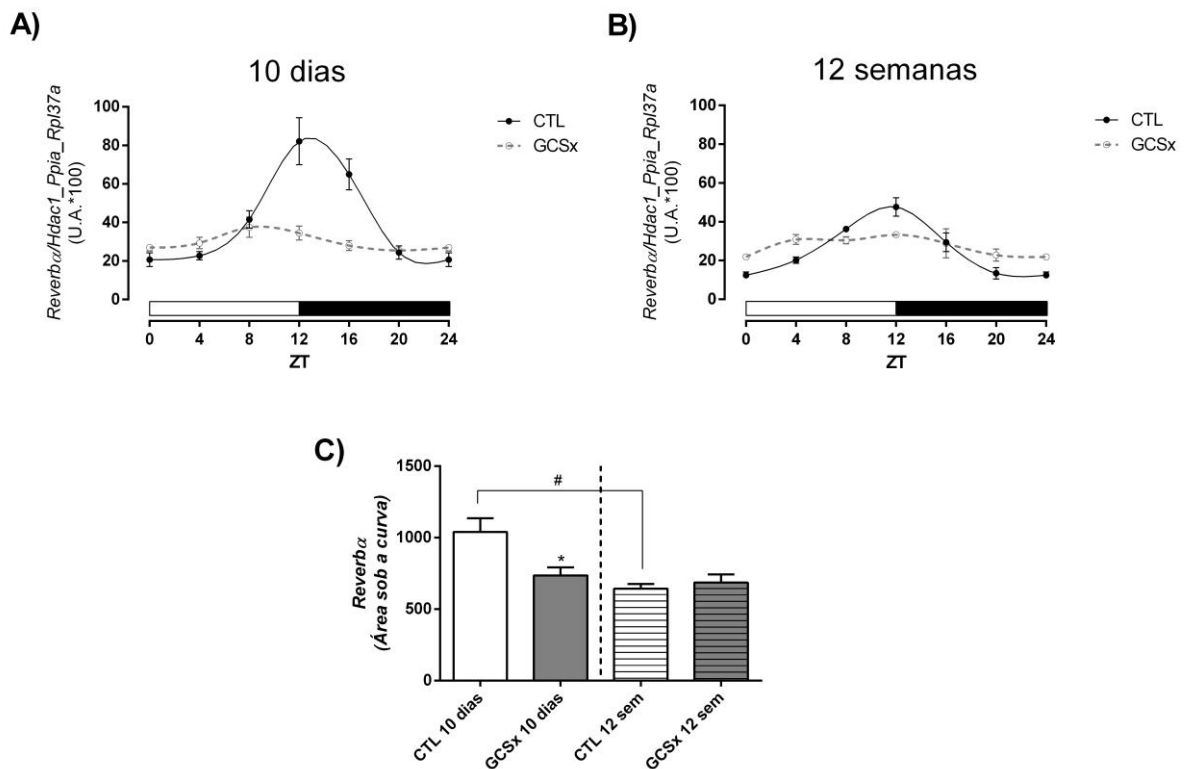 A)
10 dias
Reverbα/Hdac1_Ppia_Rpl37a
(U.A.*100)
100
80
60
40
20
0
0 4 8 12 16 20 24
ZT
CTL
GCSx
B)
12 semanas
Reverbα/Hdac1_Ppia_Rpl37a
(U.A.*100)
100
80
60
40
20
0
0 4 8 12 16 20 24
ZT
CTL
GCSx
C)
Reverbα
(Área sob a curva)
1500
1000
500
0
#
*
CTL 10 dias
GCSx 10 dias
CTL 12 sem
GCSx 12 sem